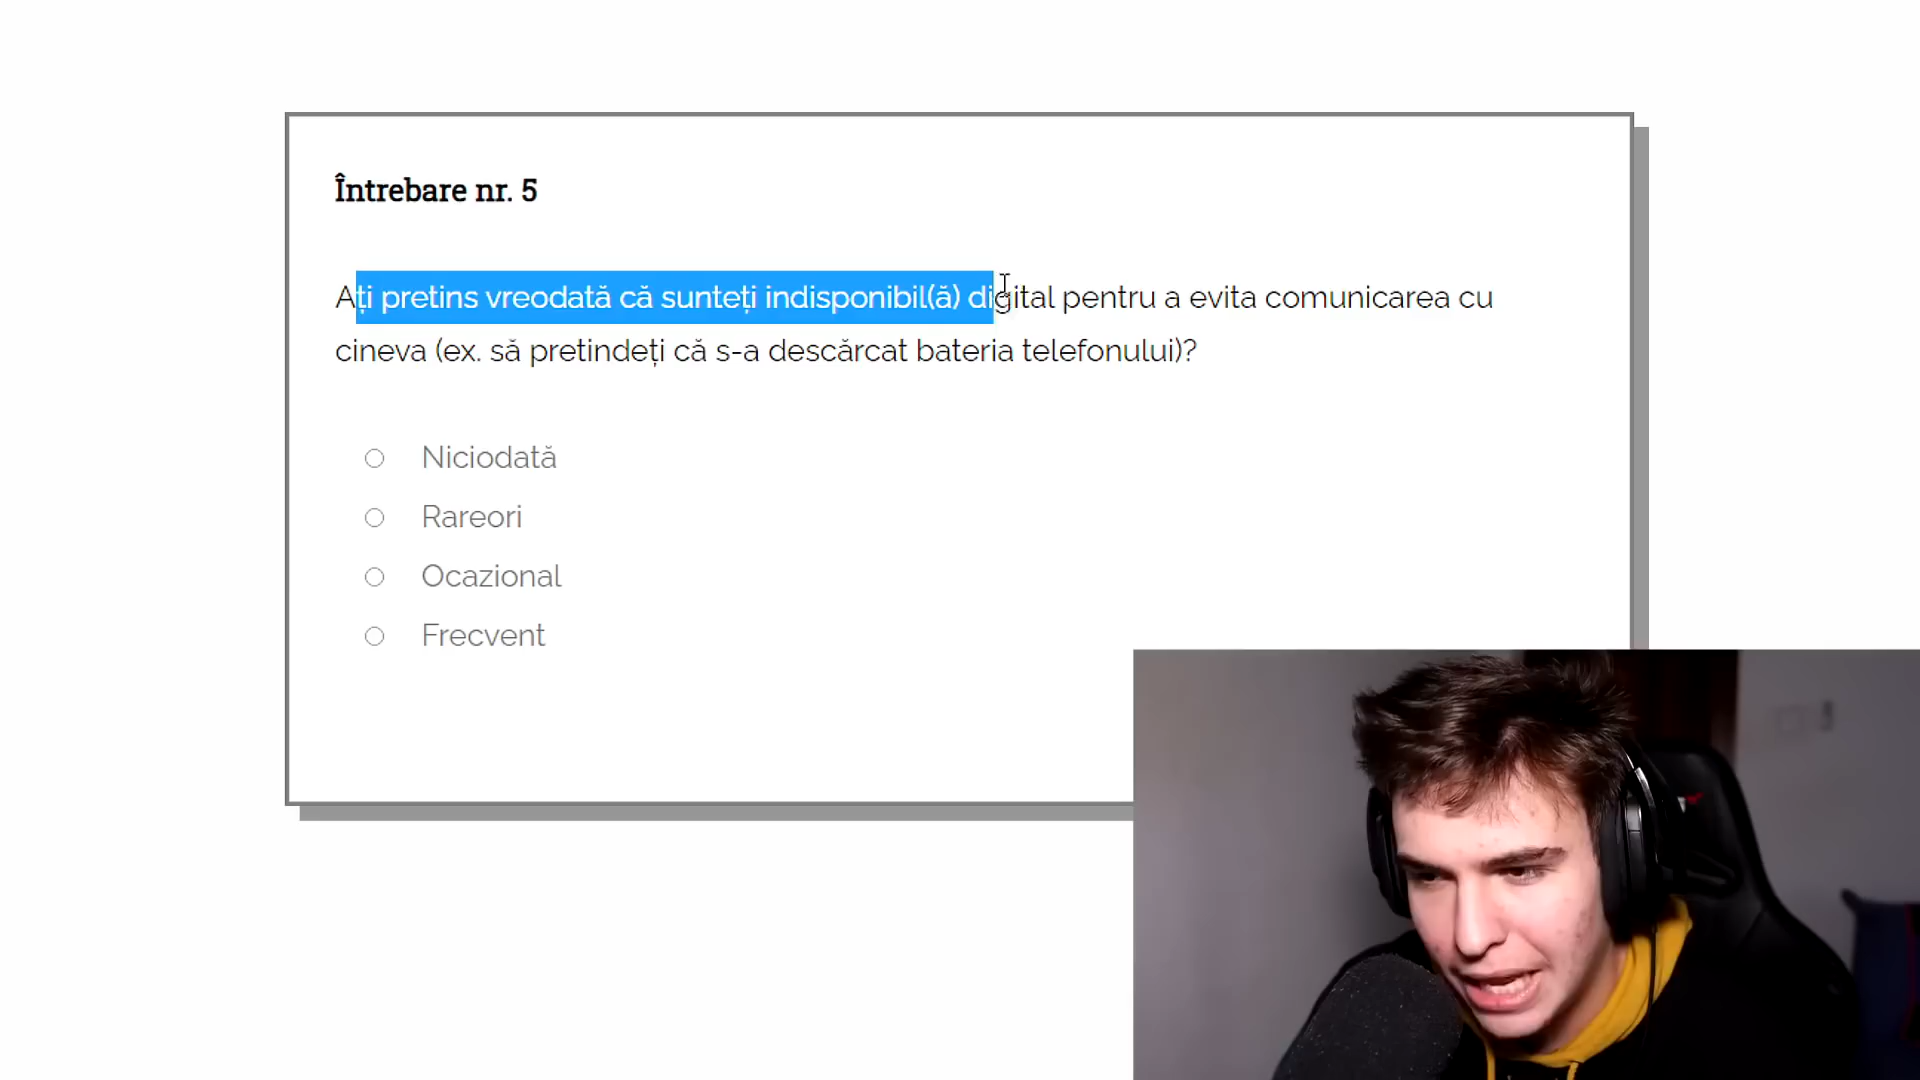 Întrebare nr. 5
Ați pretins vreodată că sunteți indisponibil(ă) digital pentru a evita comunicarea cu
cineva (ex. să pretindeți că s-a descărcat bateria telefonului)?
Niciodată
Rareori
Ocazional
Frecvent